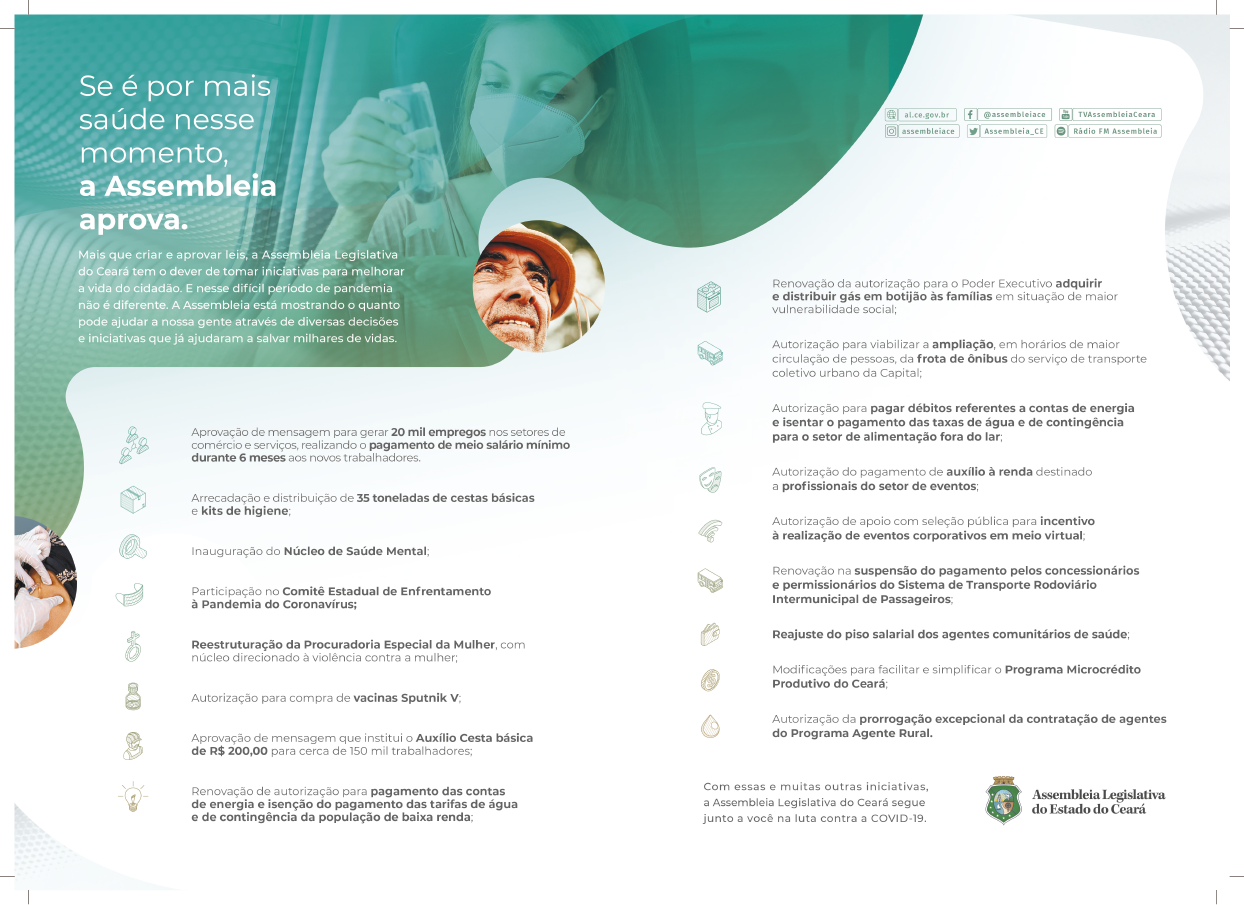 Se é por mais
saúde nesse
momento,
a Assembleia
aprova.
Mais que criar e aprovar leis, a Assembleia Legislativa
do Ceará tem o dever de tomar iniciativas para melhorar
a vida do cidadão. E nesse difícil período de pandemia
não é diferente. A Assembleia está mostrando o quanto
pode ajudar a nossa gente através de diversas decisões
e iniciativas que já ajudaram a salvar milhares de vidas.
Aprovação de mensagem para gerar 20 mil empregos nos setores de
comércio e serviços, realizando o pagamento de meio salário mínimo
durante 6 meses aos novos trabalhadores.
Arrecadação e distribuição de 35 toneladas de cestas básicas
e kits de higiene;
Inauguração do Núcleo de Saúde Mental;
Participação no Comitê Estadual de Enfrentamento
à Pandemia do Coronavírus;
Reestruturação da Procuradoria Especial da Mulher, com
núcleo direcionado à violência contra a mulher;
Autorização para compra de vacinas Sputnik V;
Aprovação de mensagem que institui o Auxílio Cesta básica
de R$ 200,00 para cerca de 150 mil trabalhadores;
Renovação de autorização para pagamento das contas
de energia e isenção do pagamento das tarifas de água
e de contingência da população de baixa renda;
al.ce.gov.br @assembleiace TVAssembleiaCeara
assembleiace Assembleia_CE Rádio FM Assembleia
Renovação da autorização para o Poder Executivo adquirir
e distribuir gás em botijão às famílias em situação de maior
vulnerabilidade social;
Autorização para viabilizar a ampliação, em horários de maior
circulação de pessoas, da frota de ônibus do serviço de transporte
coletivo urbano da Capital;
Autorização para pagar débitos referentes a contas de energia
e isentar o pagamento das taxas de água e de contingência
para o setor de alimentação fora do lar;
Autorização do pagamento de auxílio à renda destinado
a profissionais do setor de eventos;
Autorização de apoio com seleção pública para incentivo
à realização de eventos corporativos em meio virtual;
Renovação na suspensão do pagamento pelos concessionários
e permissionários do Sistema de Transporte Rodoviário
Intermunicipal de Passageiros;
Reajuste do piso salarial dos agentes comunitários de saúde;
Modificações para facilitar e simplificar o Programa Microcrédito
Produtivo do Ceará;
Autorização da prorrogação excepcional da contratação de agentes
do Programa Agente Rural.
Com essas e muitas outras iniciativas,
a Assembleia Legislativa do Ceará segue
junto a você na luta contra a COVID-19.
Assembleia Legislativa
do Estado do Ceará